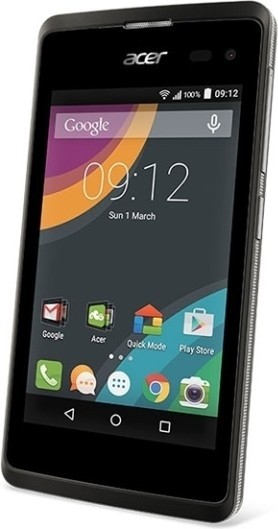 acer
100% 09:12
Google
09:12
Sun 1 March
Google Acer Quick Mode Play Store